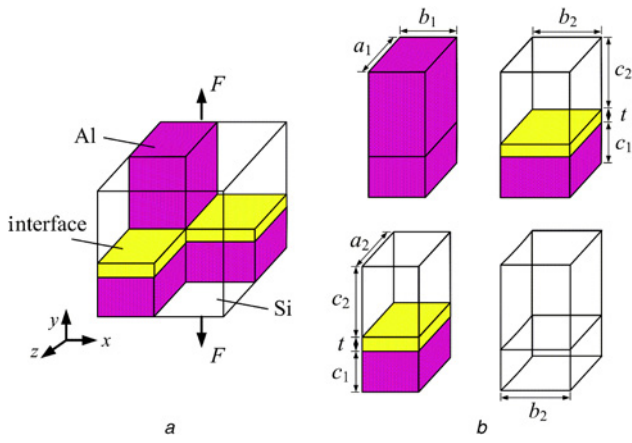 b₁
a₁
b₂
c₂
t
c₁
F
Al
interface
Si
F
y
z
x
a₂
c₂
t
c₁
b₂
a
b